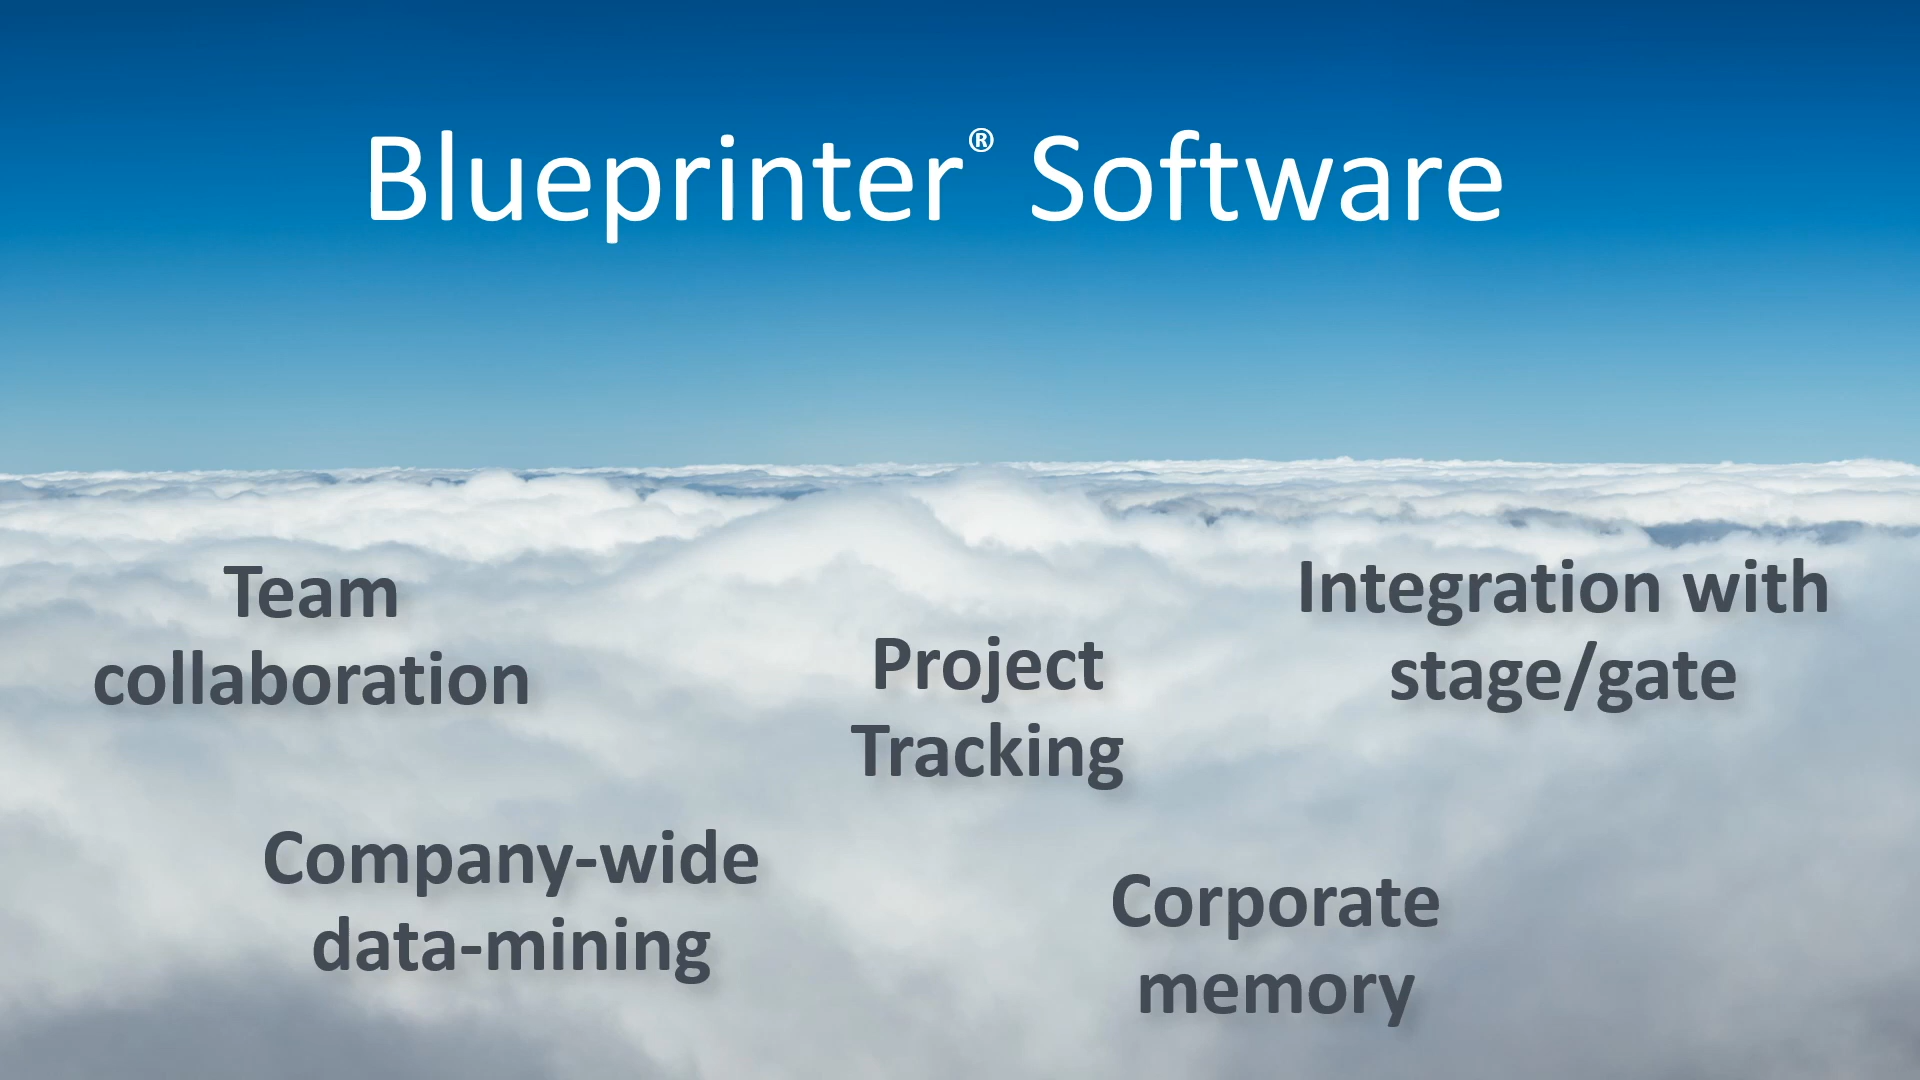 Blueprinter® Software
Team
collaboration
Project
Tracking
Integration with
stage/gate
Company-wide
data-mining
Corporate
memory